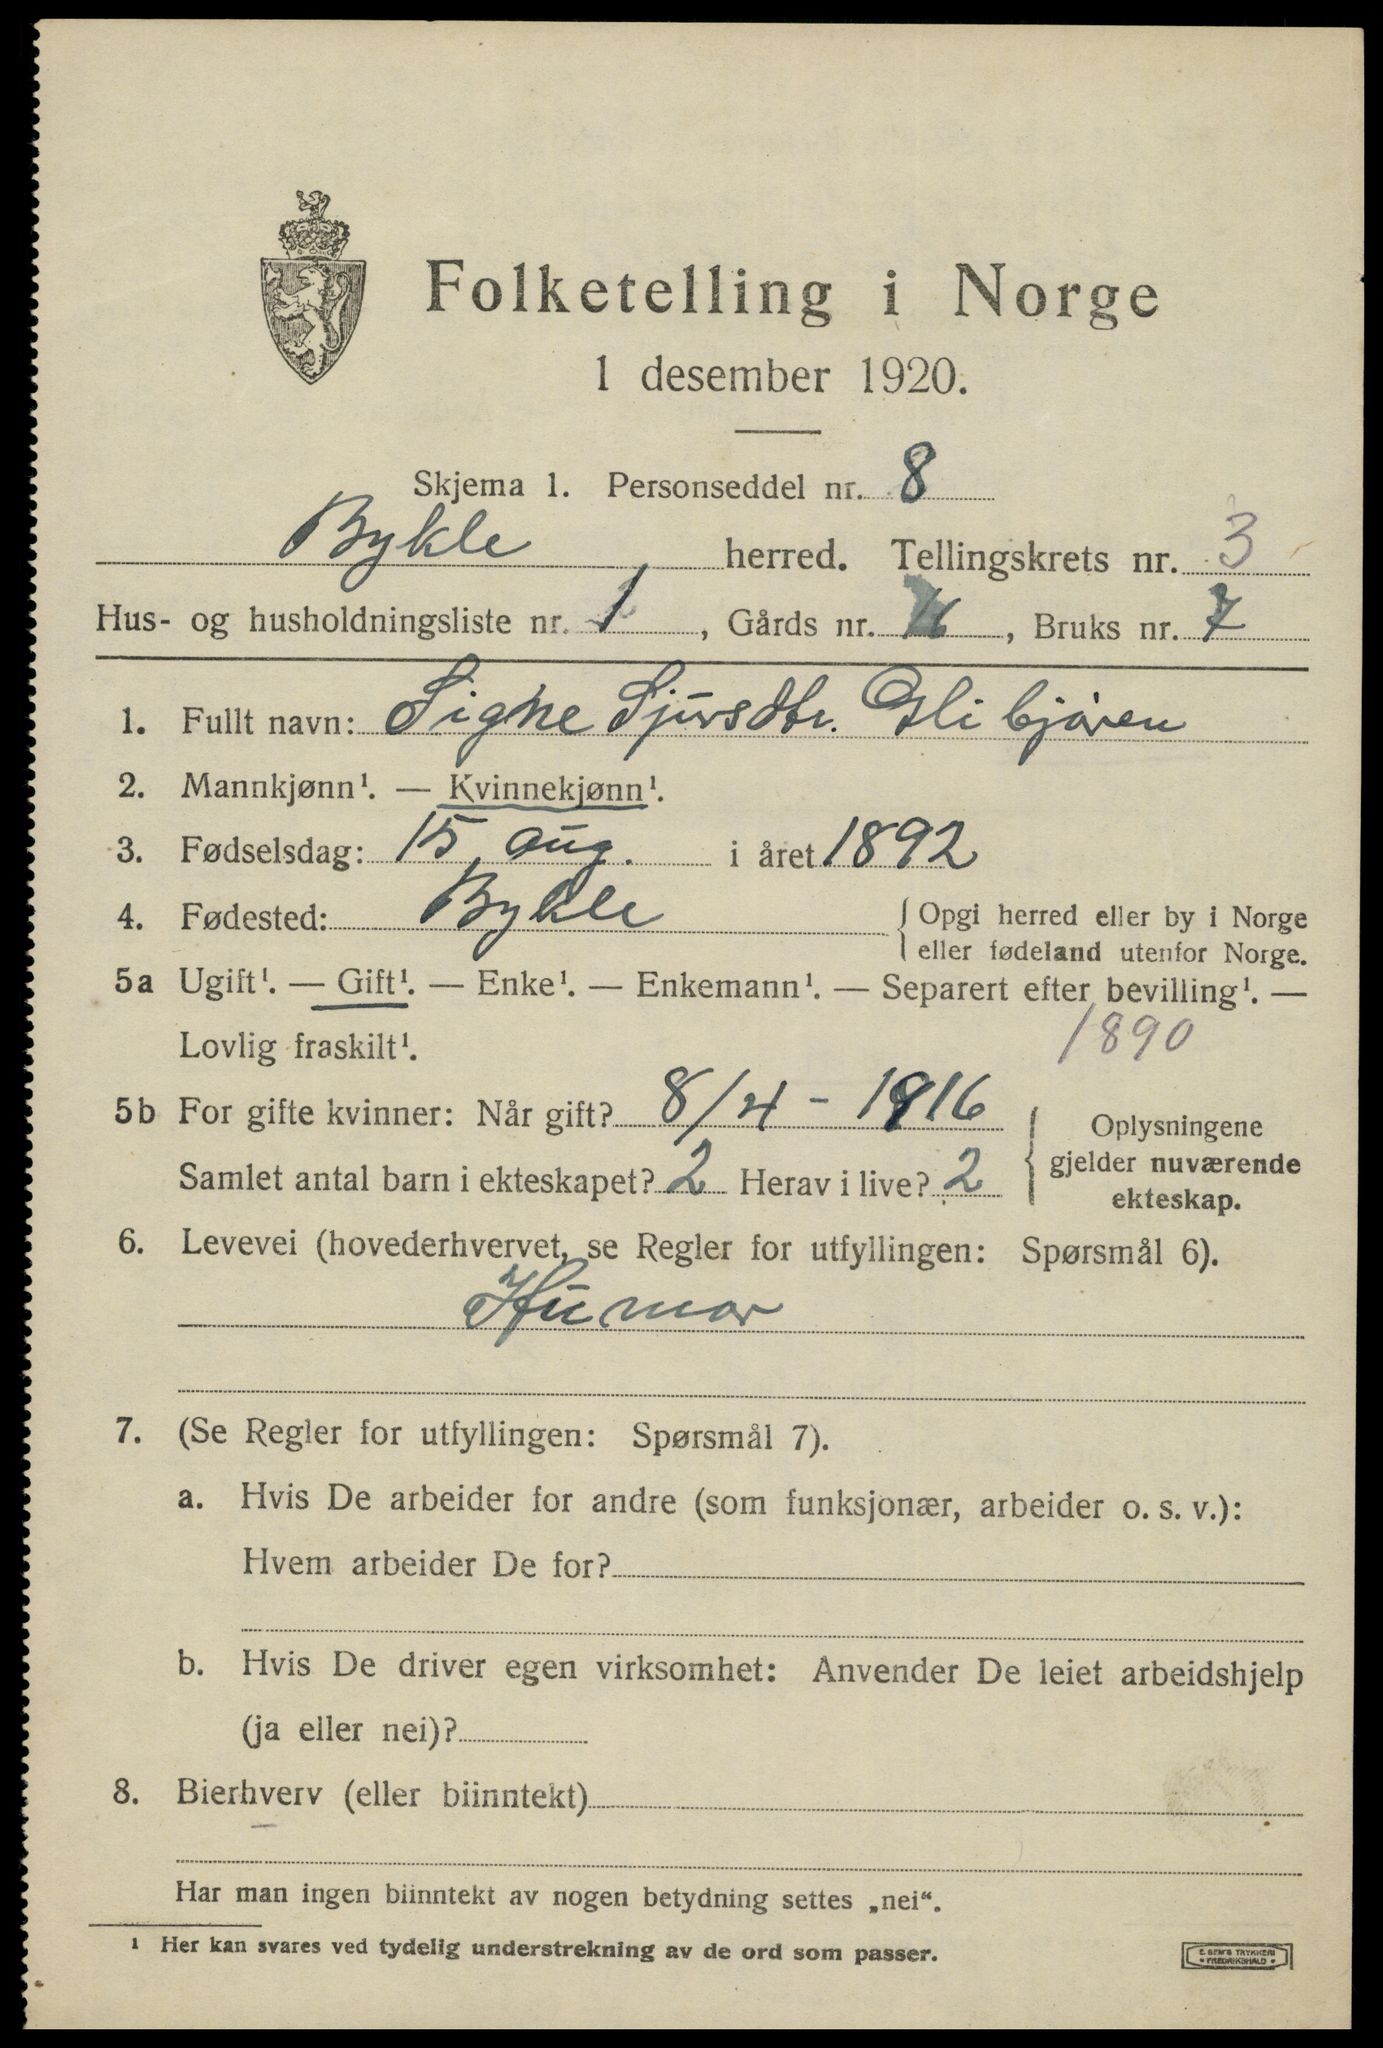 Folketelling i Norge
1 desember 1920.
Skjema 1. Personseddel nr. 8
Bykle herred. Tellingskrets nr. 3
Hus- og husholdningsliste nr. 1, Gårds nr. , Bruks nr. 7
1. Fullt navn: Signe Sjursdtr. Glibjören
2. Mannkjønn¹. — Kvinnekjønn¹.
3. Fødselsdag: 15 aug. i året 1892
4. Fødested: Bykle { Opgi herred eller by i Norge
eller fødeland utenfor Norge.
5a Ugift¹. — Gift¹. — Enke¹. — Enkemann¹. — Separert efter bevilling¹. —
Lovlig fraskilt¹. 1890
5b For gifte kvinner: Når gift? 8/4 - 1916 { Oplysningene
Samlet antal barn i ekteskapet? 2 Herav i live? 2 gjelder nuværende
ekteskap.
6. Levevei (hovederhvervet, se Regler for utfyllingen: Spørsmål 6).
Húmor
7. (Se Regler for utfyllingen: Spørsmål 7).
a. Hvis De arbeider for andre (som funksjonær, arbeider o. s. v.):
Hvem arbeider De for?
b. Hvis De driver egen virksomhet: Anvender De leiet arbeidshjelp
(ja eller nei)?
8. Bierhverv (eller biinntekt)
Har man ingen biinntekt av nogen betydning settes „nei“.
¹ Her kan svares ved tydelig understrekning av de ord som passer.
E. SEM'S TRYKKERI
• FREDRIKSHALD •